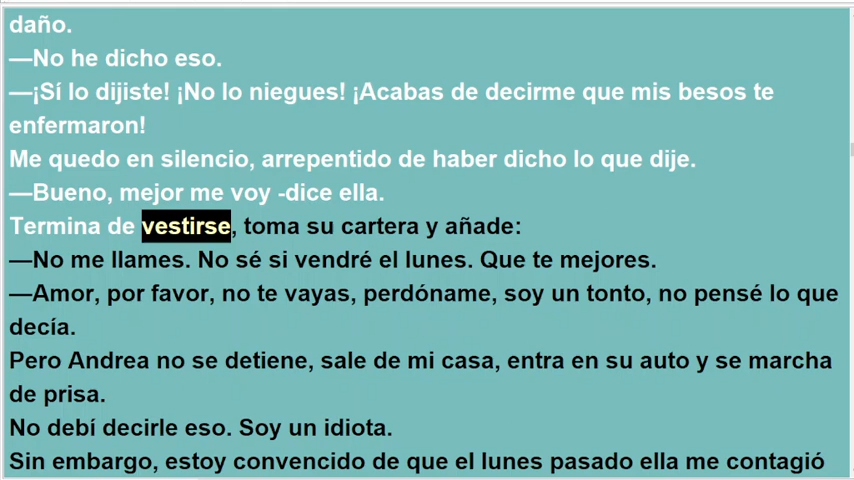 daño.
—No he dicho eso.
—¡Sí lo dijiste! ¡No lo niegues! ¡Acabas de decirme que mis besos te
enfermaron!
Me quedo en silencio, arrepentido de haber dicho lo que dije.
—Bueno, mejor me voy -dice ella.
Termina de vestirse, toma su cartera y añade:
—No me llames. No sé si vendré el lunes. Que te mejores.
—Amor, por favor, no te vayas, perdóname, soy un tonto, no pensé lo que
decía.
Pero Andrea no se detiene, sale de mi casa, entra en su auto y se marcha
de prisa.
No debí decirle eso. Soy un idiota.
Sin embargo, estoy convencido de que el lunes pasado ella me contagió